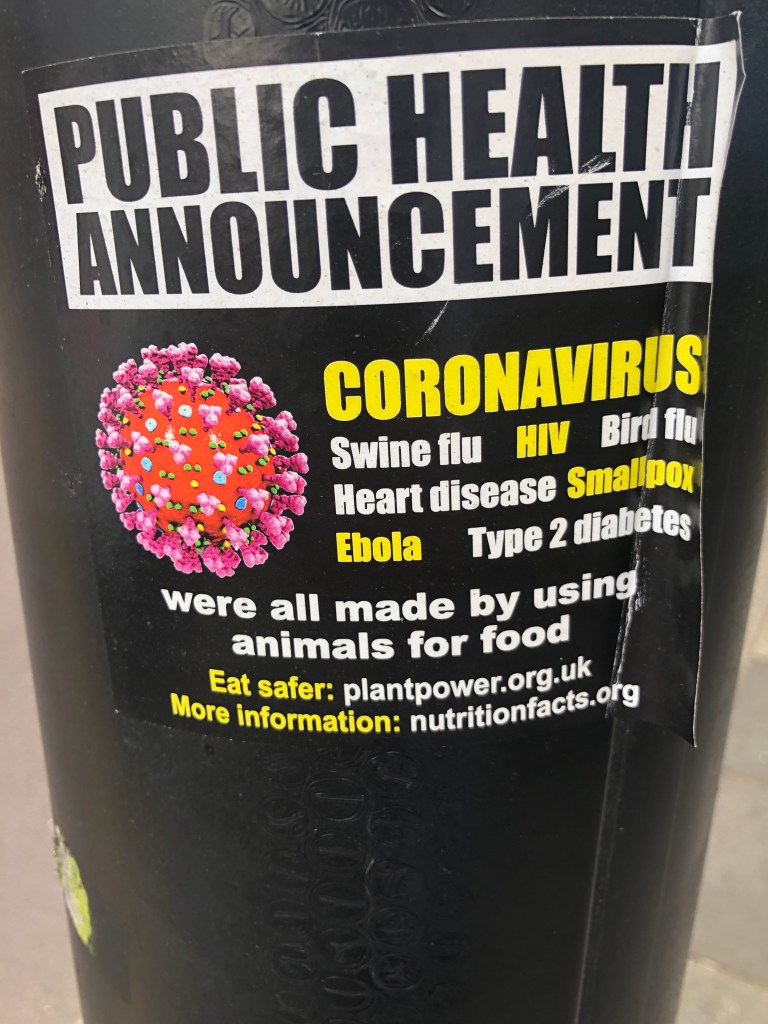 PUBLIC HEALTH
ANNOUNCEMENT
CORONAVIRUS
Swine flu HIV Bird flu
Heart disease Smallpox
Ebola Type 2 diabetes
were all made by using
animals for food
Eat safer: plantpower.org.uk
More information: nutritionfacts.org